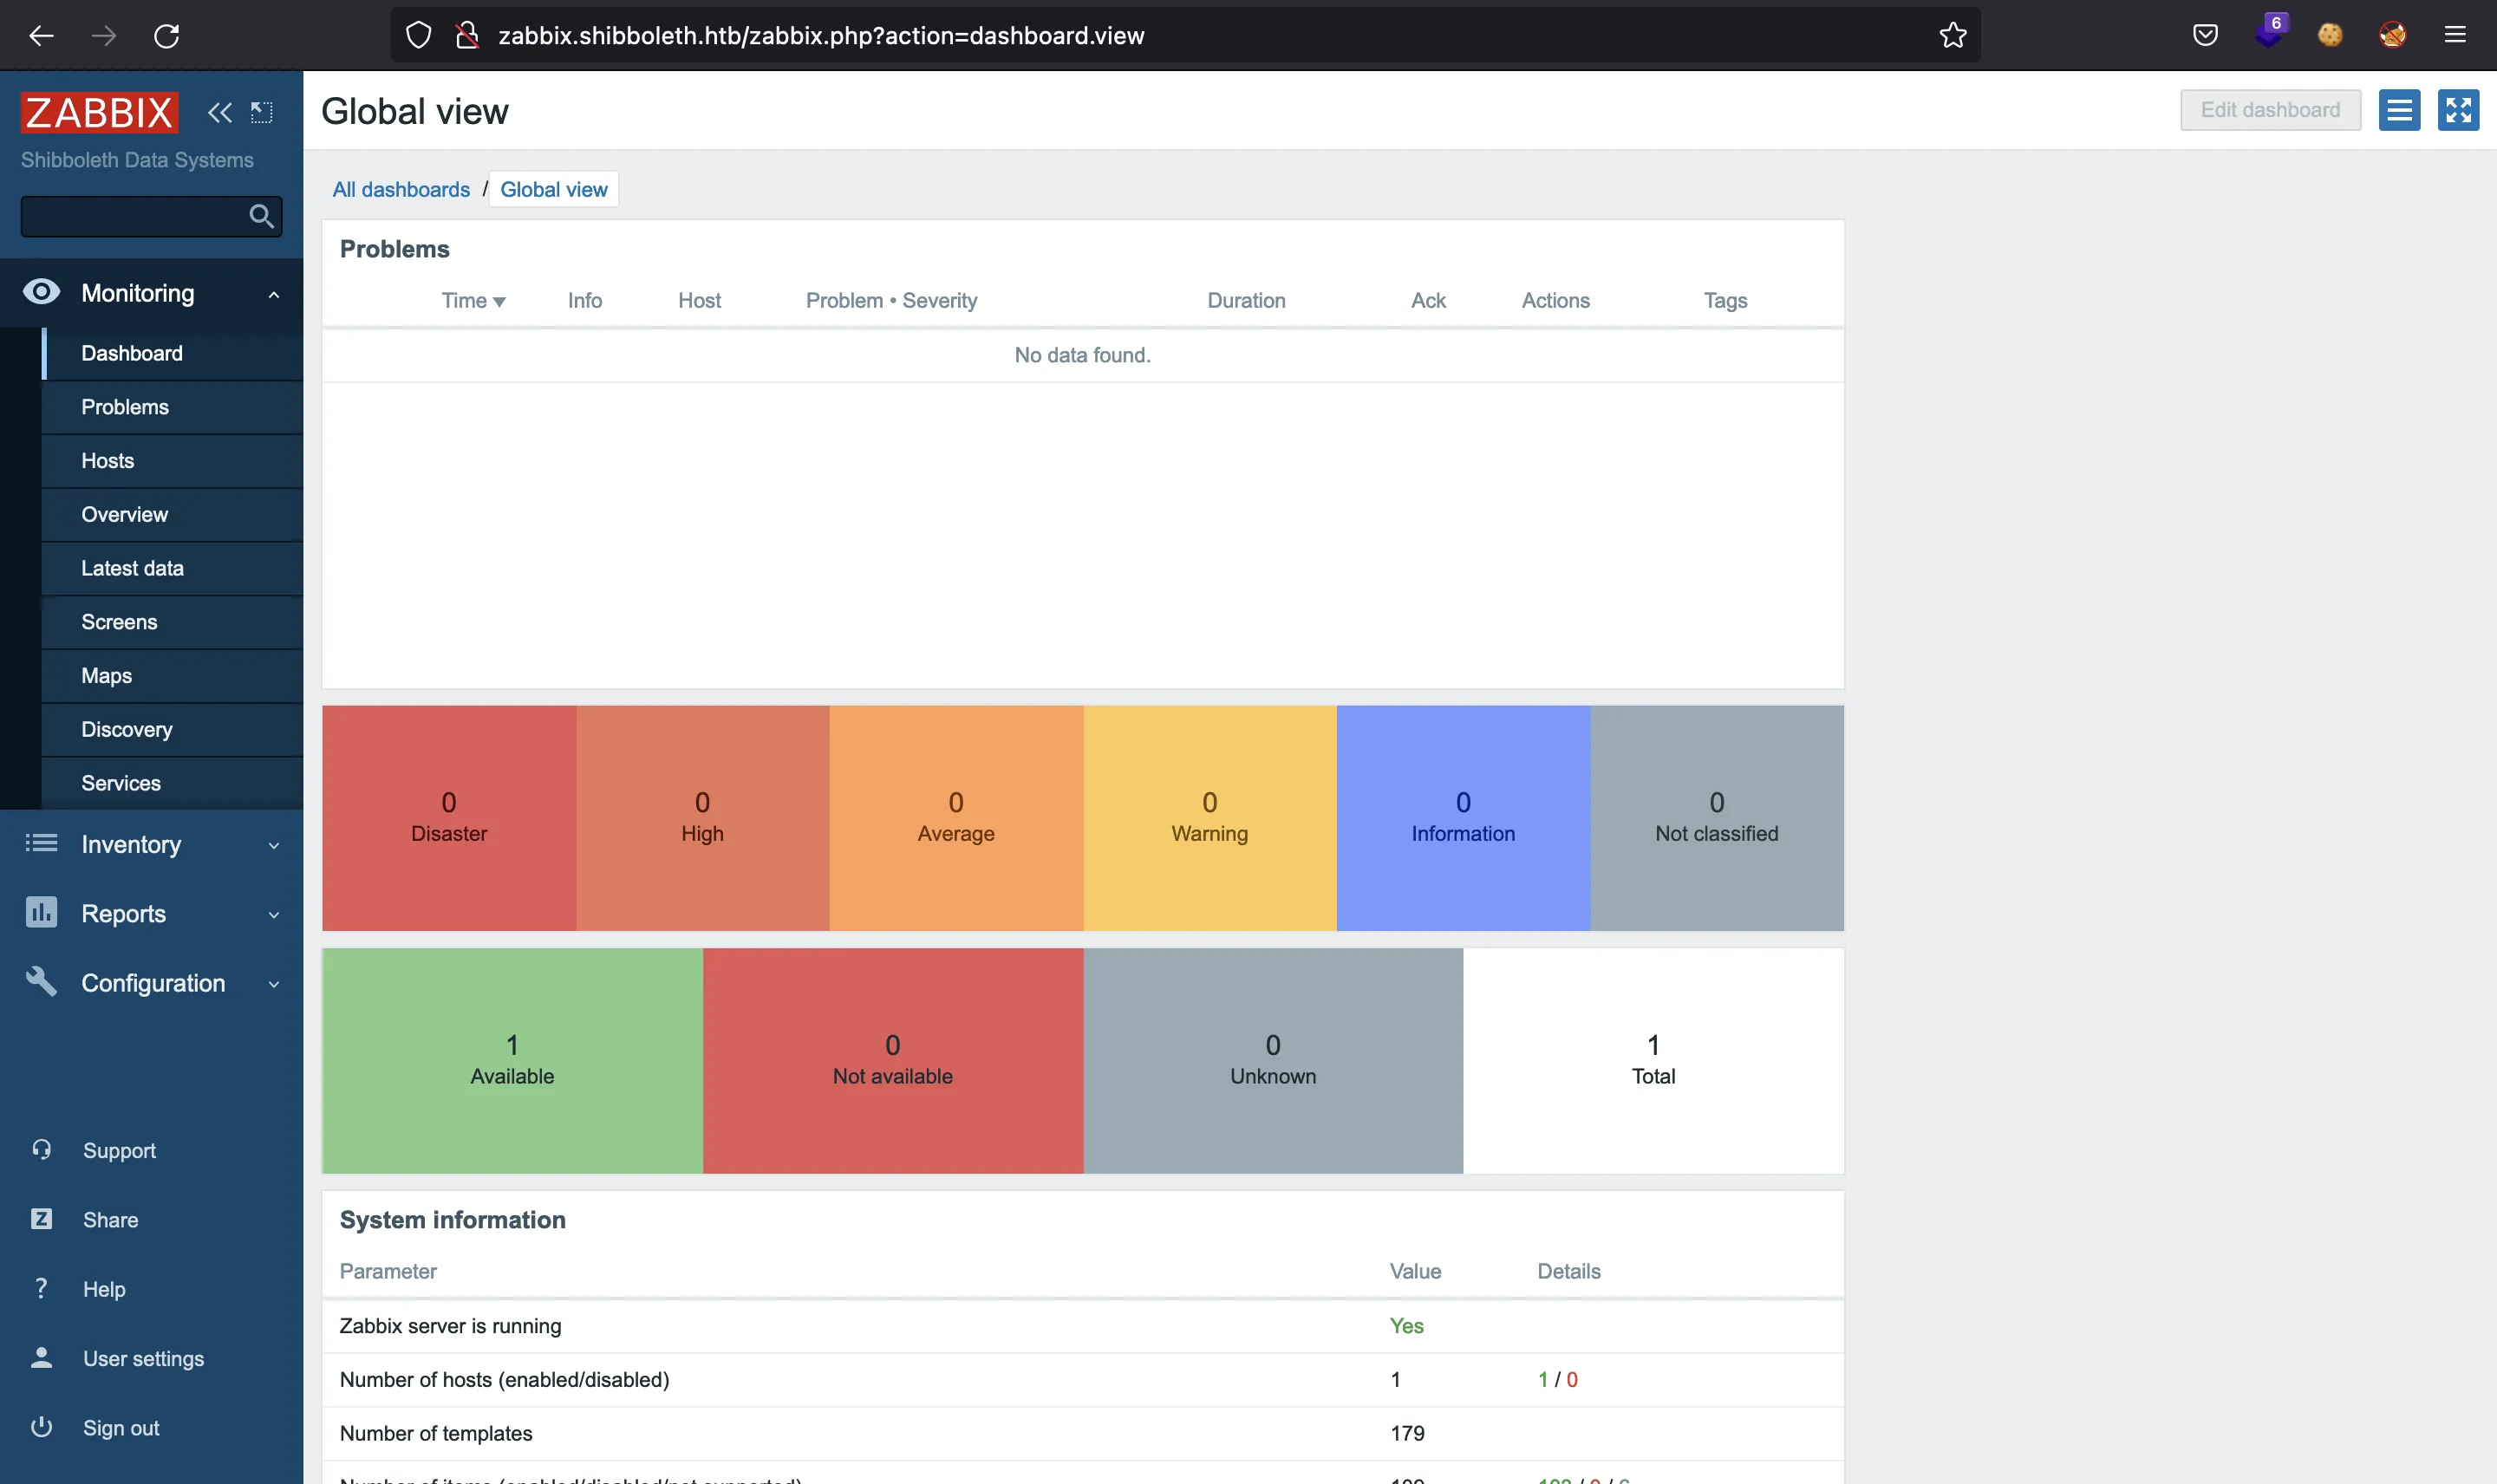 zabbix.shibboleth.htb/zabbix.php?action=dashboard.view
6
ZABBIX
Shibboleth Data Systems
Monitoring
Dashboard
Problems
Hosts
Overview
Latest data
Screens
Maps
Discovery
Services
Inventory
Reports
Configuration
Support
Z Share
? Help
User settings
Sign out
Global view
Edit dashboard
All dashboards / Global view
Problems
Time Info Host Problem • Severity Duration Ack Actions Tags
No data found.
0 0 0 0 0 0
Disaster High Average Warning Information Not classified
1 0 0 1
Available Not available Unknown Total
System information
Parameter Value Details
Zabbix server is running Yes
Number of hosts (enabled/disabled) 1 1 / 0
Number of templates 179